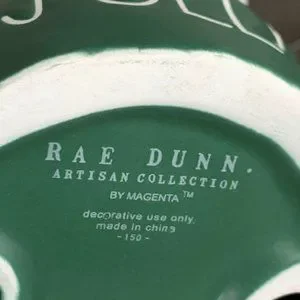 RAE DUNN.
ARTISAN COLLECTION
BY MAGENTA™
decorative use only.
made in china
- 150 -